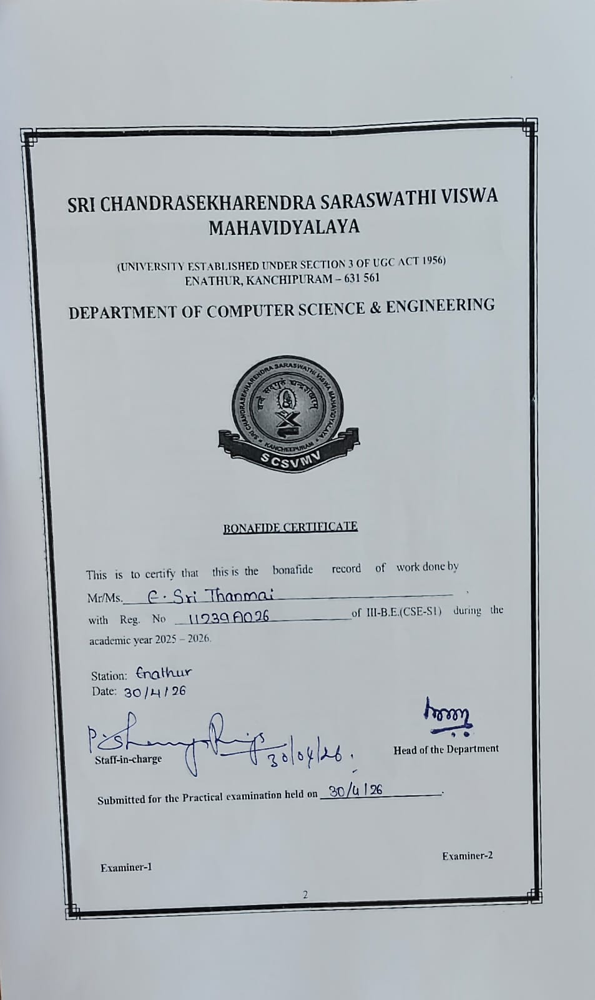 SRI CHANDRASEKHARENDRA SARASWATHI VISWA
MAHAVIDYALAYA
(UNIVERSITY ESTABLISHED UNDER SECTION 3 OF UGC ACT 1956)
ENATHUR, KANCHIPURAM – 631 561
DEPARTMENT OF COMPUTER SCIENCE & ENGINEERING
SRI CHANDRASEKHARENDRA SARASWATHI VISWA MAHAVIDYALAYA
KANCHEEPURAM
SCSVMV
BONAFIDE CERTIFICATE
This is to certify that this is the bonafide record of work done by
Mr/Ms. E. Sri Thanmai
with Reg. No 11239A026 of III-B.E.(CSE-S1) during the
academic year 2025 – 2026.
Station: Enathur
Date: 30/4/26
30/04/26.
Staff-in-charge
Head of the Department
Submitted for the Practical examination held on 30/4/26.
Examiner-1
Examiner-2
2